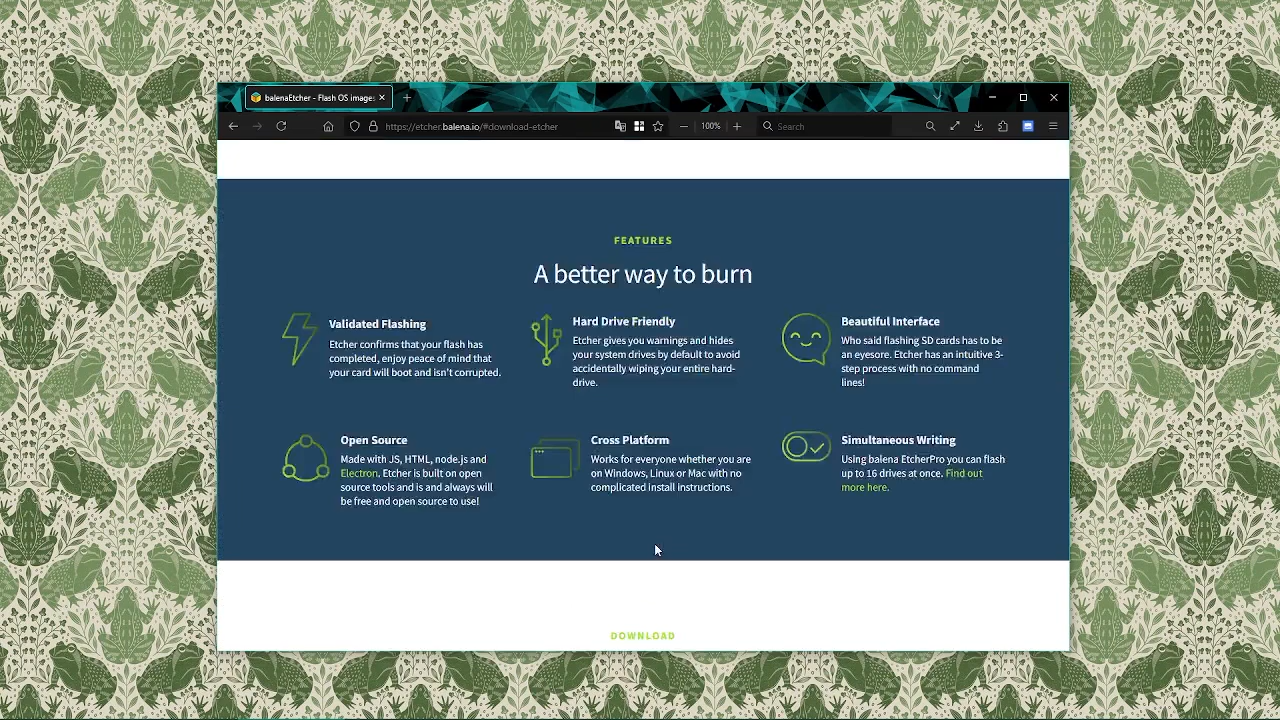 balenaEtcher - Flash OS image
https://etcher.balena.io/#download-etcher
100%
Search
FEATURES
A better way to burn
Validated Flashing
Etcher confirms that your flash has
completed, enjoy peace of mind that
your card will boot and isn't corrupted.
Hard Drive Friendly
Etcher gives you warnings and hides
your system drives by default to avoid
accidentally wiping your entire hard-
drive.
Beautiful Interface
Who said flashing SD cards has to be
an eyesore. Etcher has an intuitive 3-
step process with no command
lines!
Open Source
Made with JS, HTML, node.js and
Electron. Etcher is built on open
source tools and is and always will
be free and open source to use!
Cross Platform
Works for everyone whether you are
on Windows, Linux or Mac with no
complicated install instructions.
Simultaneous Writing
Using balena EtcherPro you can flash
up to 16 drives at once. Find out
more here.
DOWNLOAD